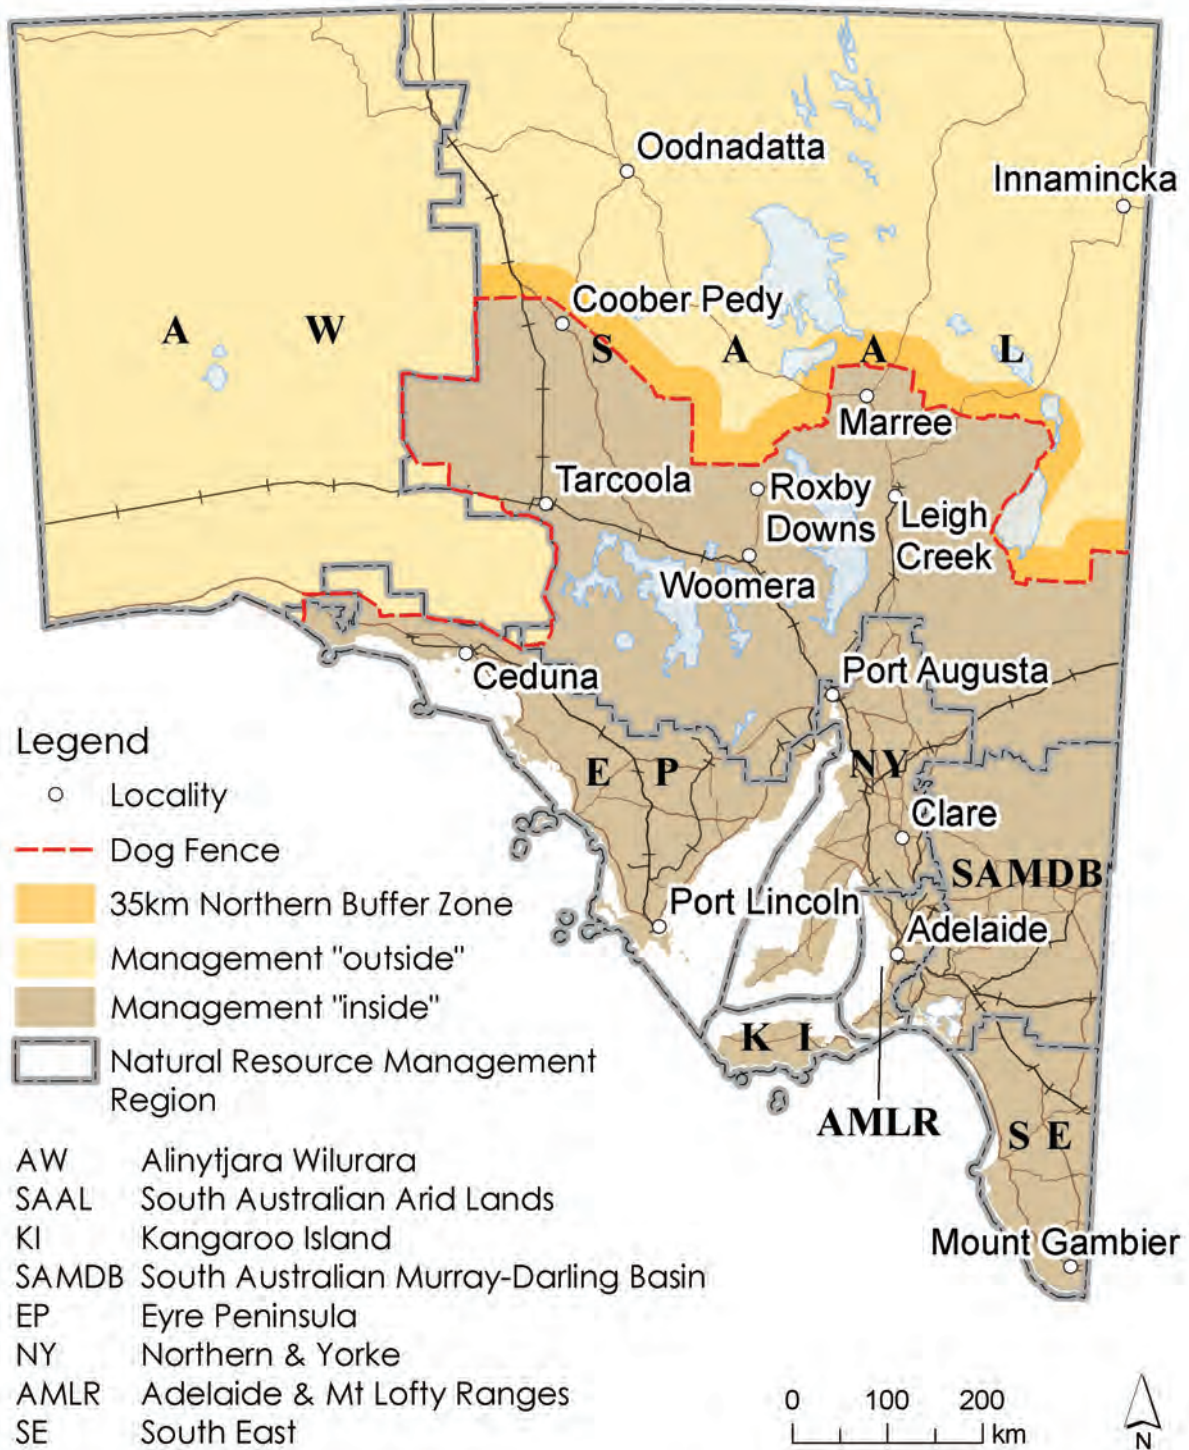 Oodnadatta
Innamincka
Coober Pedy
A W
S A A L
Marree
Tarcoola
Roxby
Downs
Leigh
Creek
Woomera
Ceduna
Port Augusta
E P
NY
Clare
SAMDB
Port Lincoln
Adelaide
K I
AMLR
S E
Mount Gambier
Legend
Locality
Dog Fence
35km Northern Buffer Zone
Management "outside"
Management "inside"
Natural Resource Management
Region
AW Alinytjara Wilurara
SAAL South Australian Arid Lands
KI Kangaroo Island
SAMDB South Australian Murray-Darling Basin
EP Eyre Peninsula
NY Northern & Yorke
AMLR Adelaide & Mt Lofty Ranges
SE South East
0 100 200
km
N